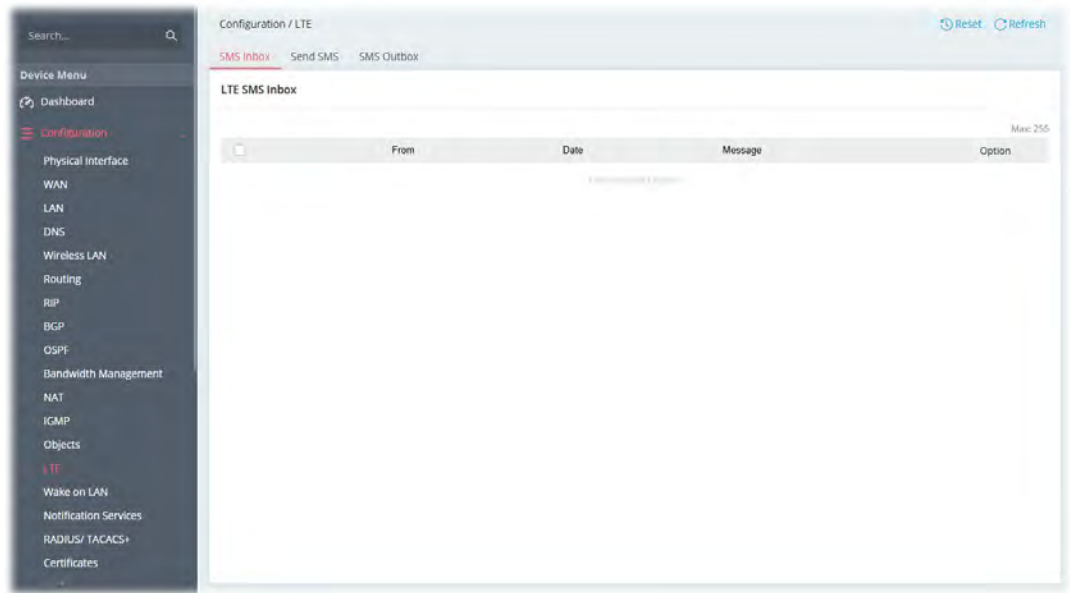 Search...
Device Menu
Dashboard
Configuration
Physical Interface
WAN
LAN
DNS
Wireless LAN
Routing
RIP
BGP
OSPF
Bandwidth Management
NAT
IGMP
Objects
LTE
Wake on LAN
Notification Services
RADIUS/ TACACS+
Certificates
Configuration / LTE
Reset Refresh
SMS Inbox Send SMS SMS Outbox
LTE SMS Inbox
Max: 255
From Date Message Option